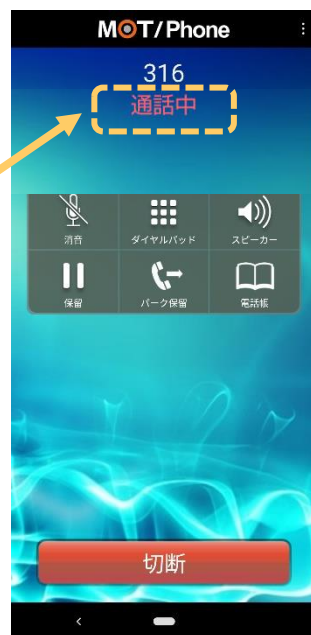 MOT/Phone
316
通話中
消音 ダイヤルパッド スピーカー
保留 パーク保留 電話帳
切断